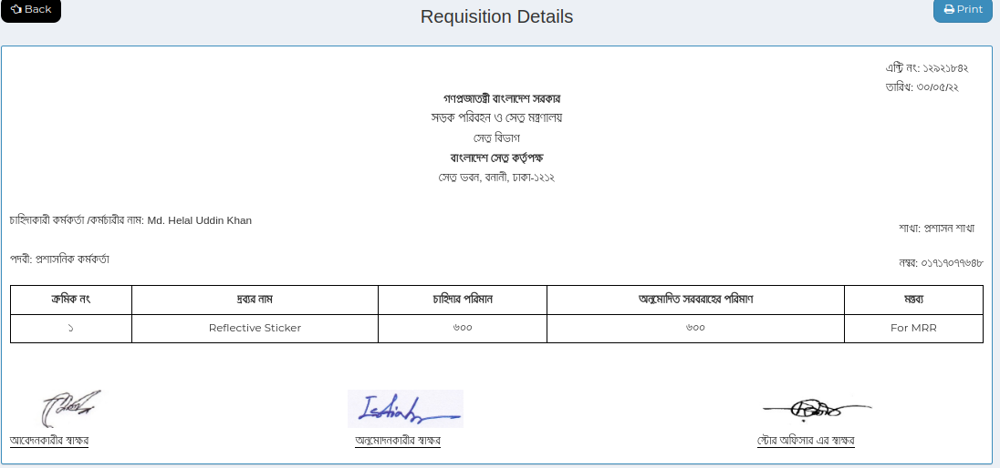 Back
Requisition Details
Print
এন্ট্রি নং: ১২৯২১৮৪২
তারিখ: ৩০/০৫/২২
গণপ্রজাতন্ত্রী বাংলাদেশ সরকার
সড়ক পরিবহন ও সেতু মন্ত্রণালয়
সেতু বিভাগ
বাংলাদেশ সেতু কর্তৃপক্ষ
সেতু ভবন, বনানী, ঢাকা-১২১২
চাহিদাকারী কর্মকর্তা /কর্মচারীর নাম: Md. Helal Uddin Khan
শাখা: প্রশাসন শাখা
পদবী: প্রশাসনিক কর্মকর্তা
নম্বর: ০১৭১৭০৭৭৬৪৮
ক্রমিক নং দ্রব্যর নাম চাহিদার পরিমান অনুমোদিত সরবরাহের পরিমাণ মন্তব্য
১ Reflective Sticker ৬০০ ৬০০ For MRR
আবেদনকারীর স্বাক্ষর অনুমোদনকারীর স্বাক্ষর স্টোর অফিসার এর স্বাক্ষর